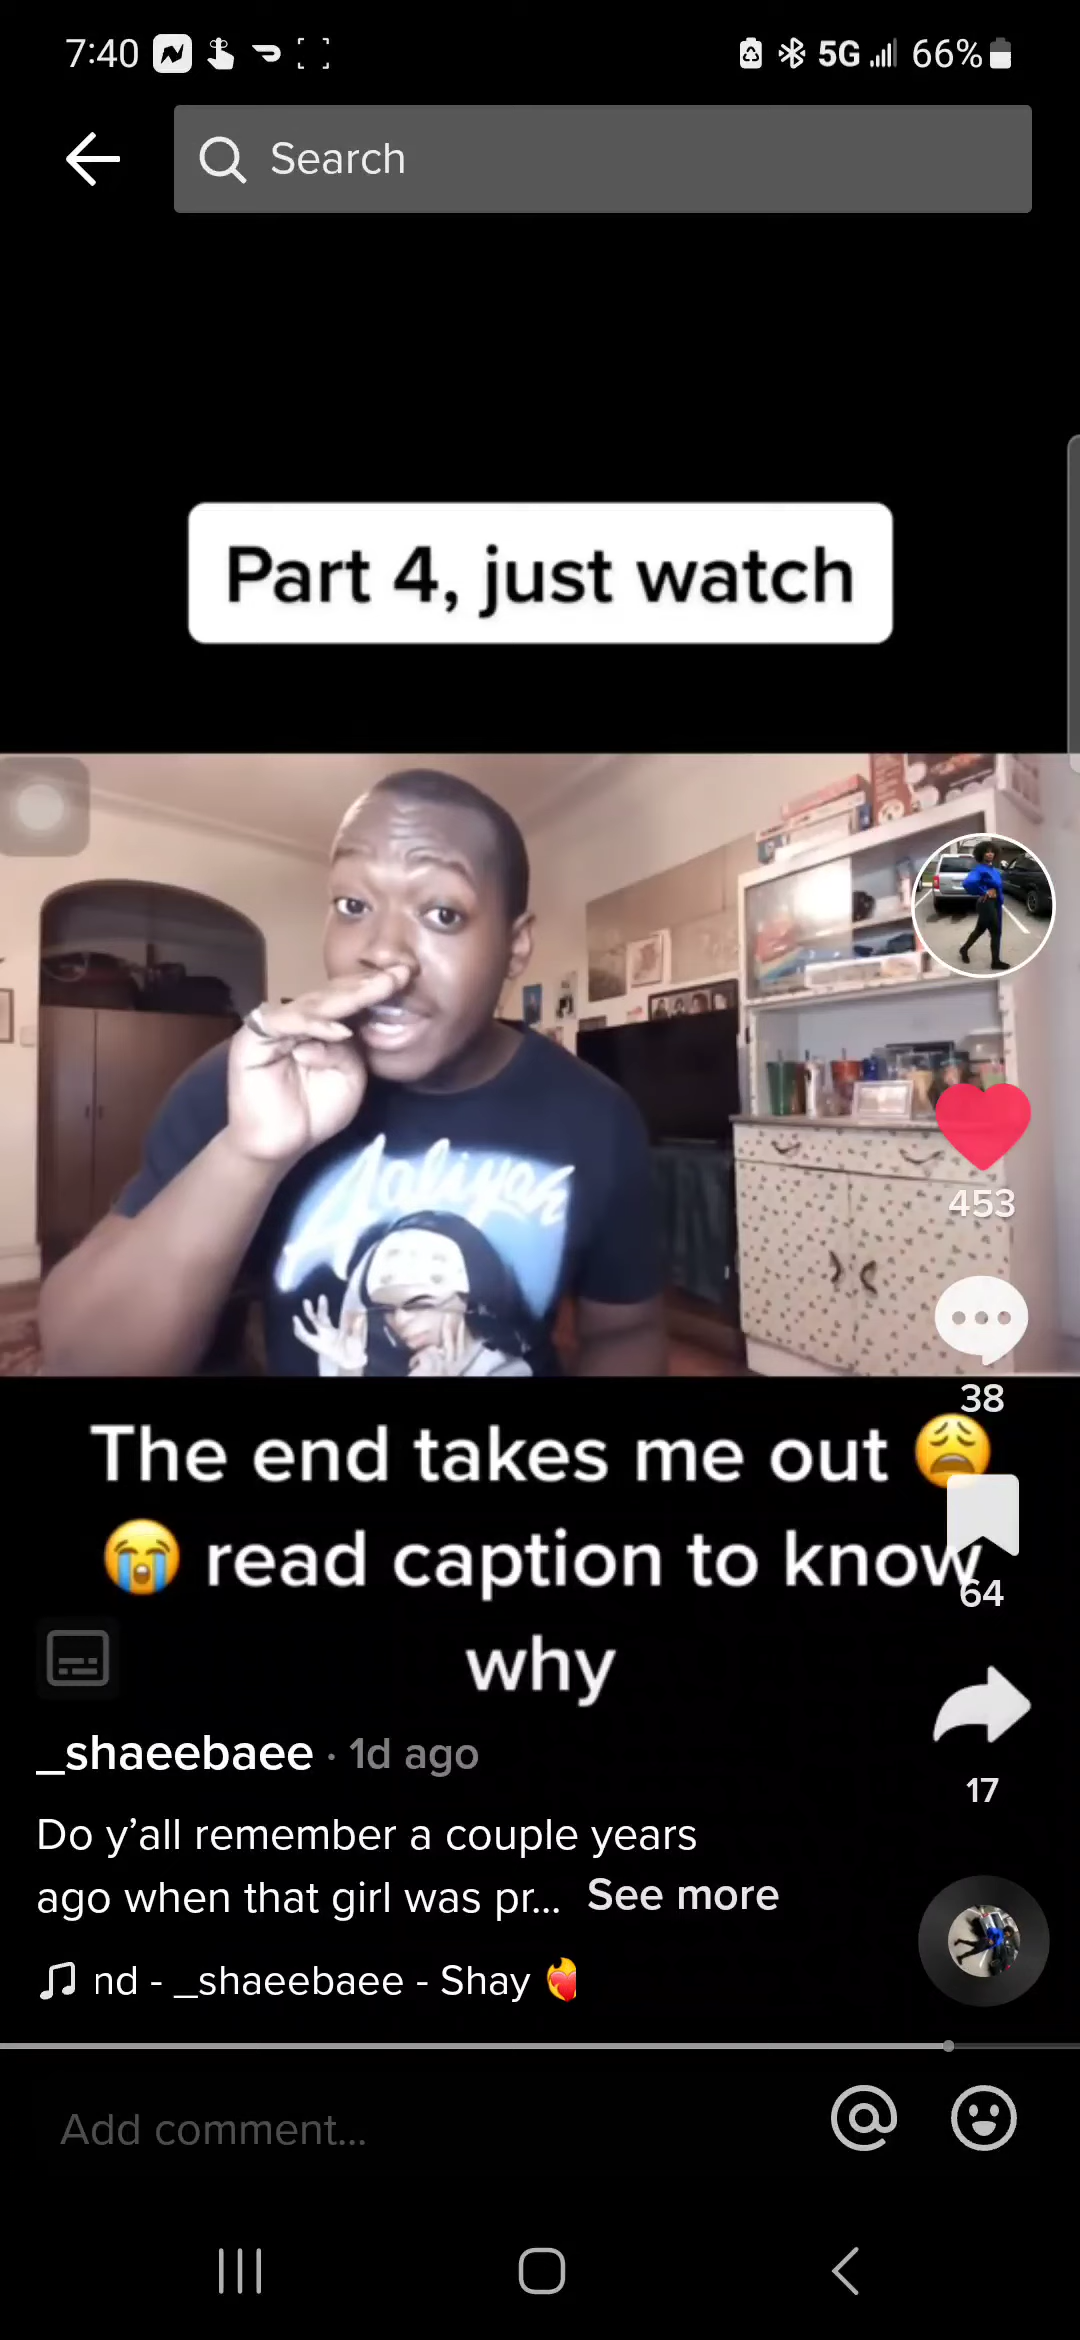 7:40
5G 66%
Search
Part 4, just watch
Aaliyah
453
38
The end takes me out 😩
😭 read caption to know
why
64
_shaeebaee · 1d ago
17
Do y’all remember a couple years
ago when that girl was pr... See more
nd - _shaeebaee - Shay ❤️‍🔥
Add comment...